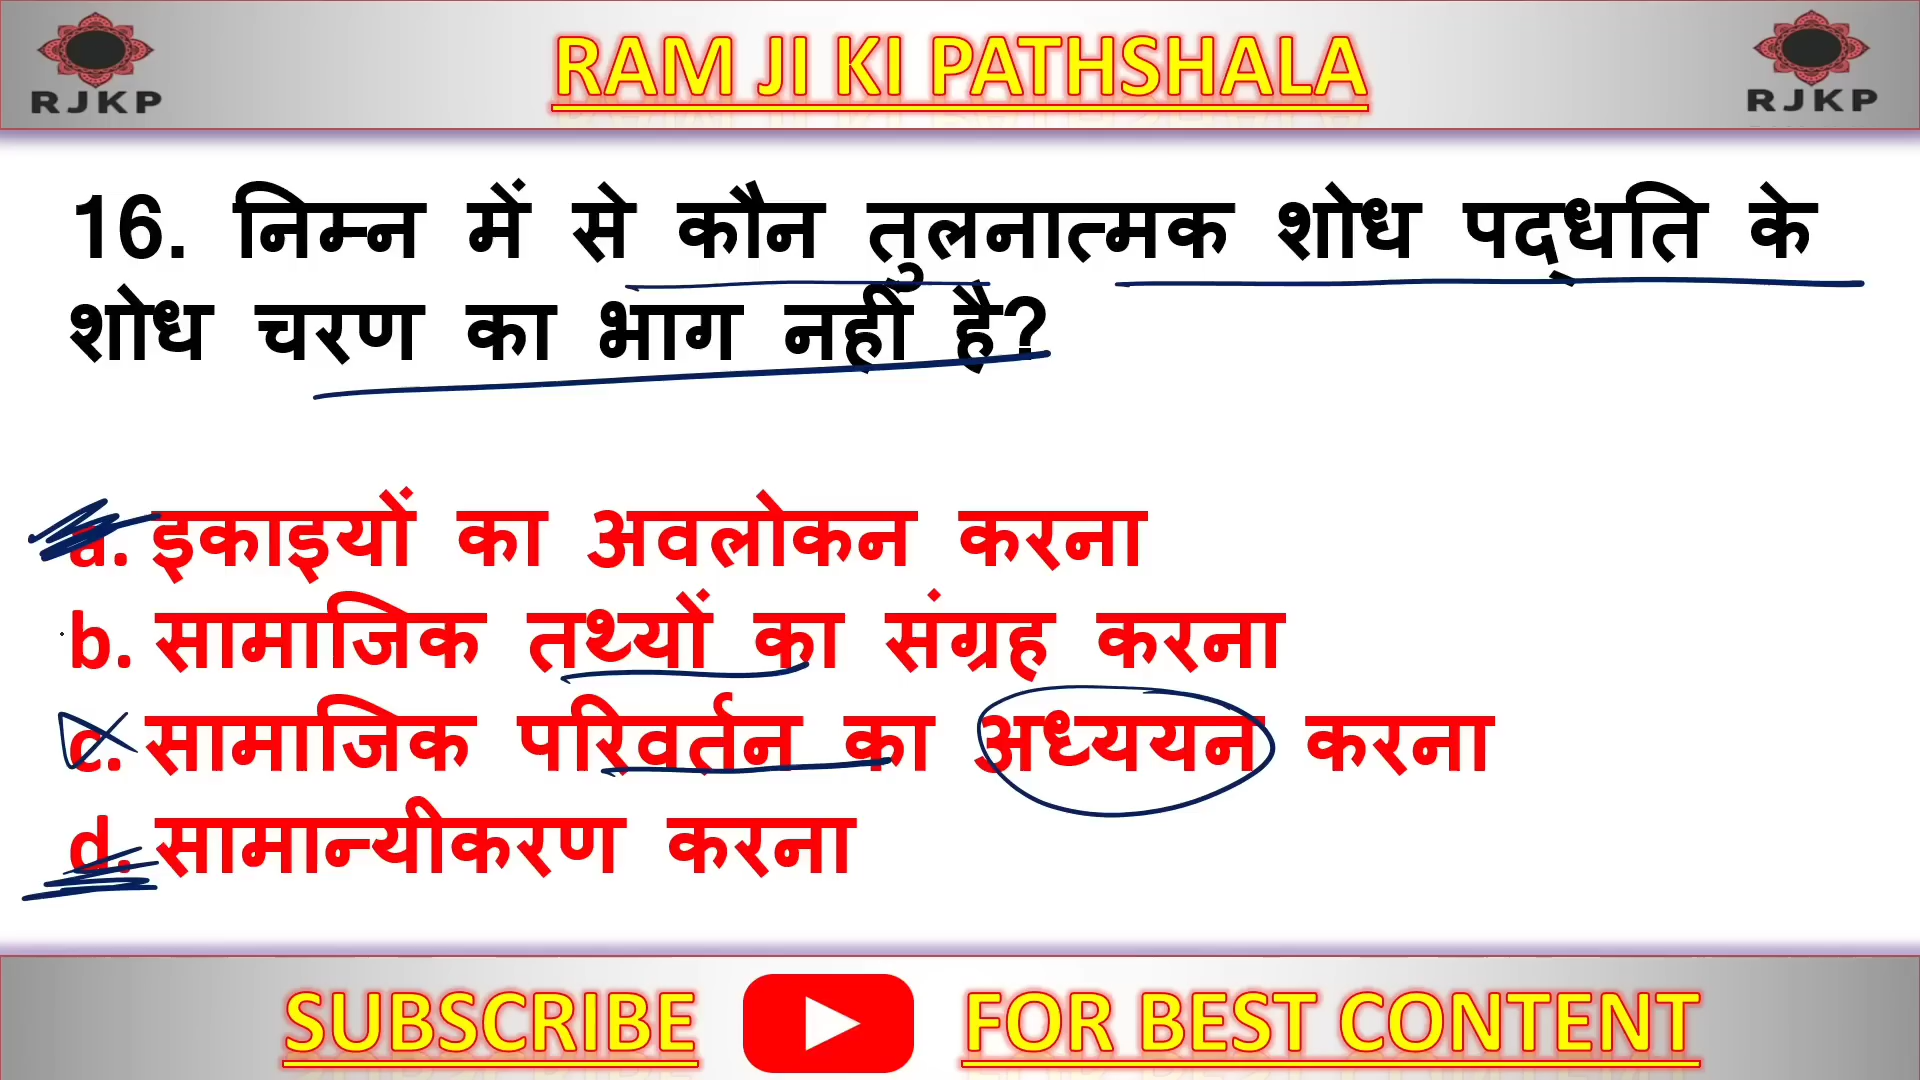 RJKP
RAM JI KI PATHSHALA
RJKP
16. निम्न में से कौन तुलनात्मक शोध पद्धति के
शोध चरण का भाग नहीं है?
a. इकाइयों का अवलोकन करना
b. सामाजिक तथ्यों का संग्रह करना
c. सामाजिक परिवर्तन का अध्ययन करना
d. सामान्यीकरण करना
SUBSCRIBE FOR BEST CONTENT